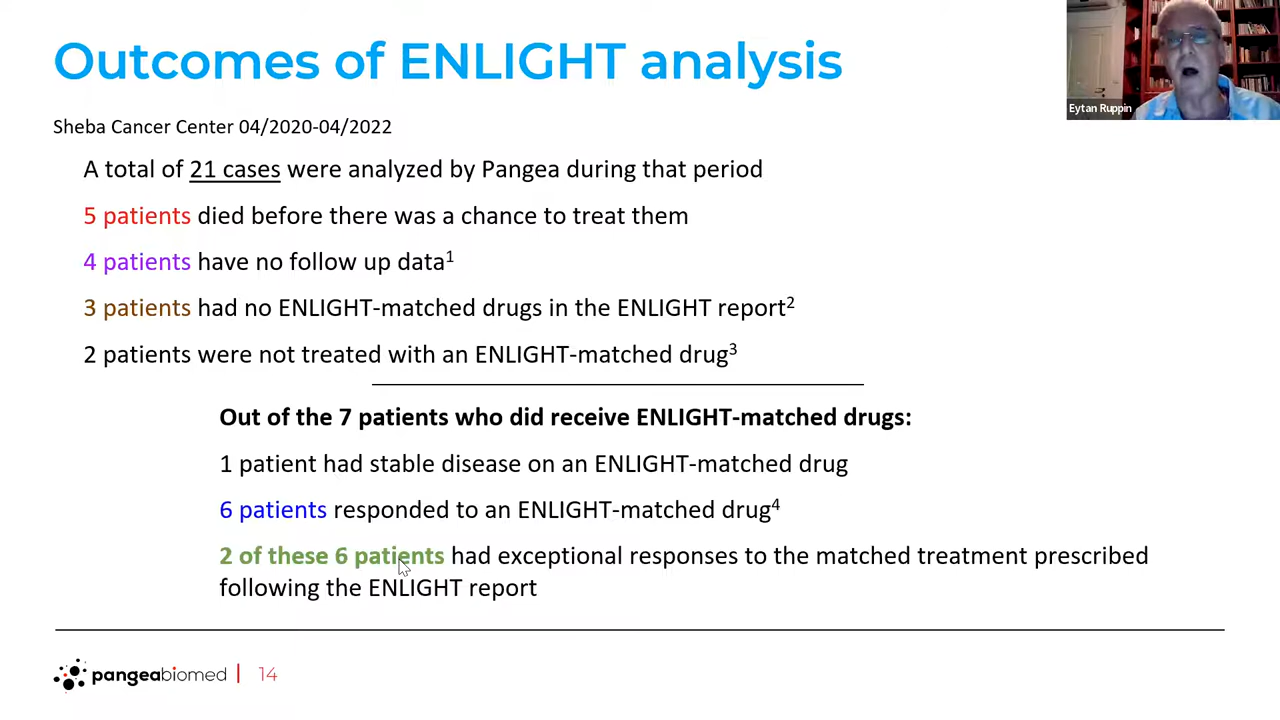 Outcomes of ENLIGHT analysis
Eytan Ruppin
Sheba Cancer Center 04/2020-04/2022
A total of 21 cases were analyzed by Pangea during that period
5 patients died before there was a chance to treat them
4 patients have no follow up data¹
3 patients had no ENLIGHT-matched drugs in the ENLIGHT report²
2 patients were not treated with an ENLIGHT-matched drug³
Out of the 7 patients who did receive ENLIGHT-matched drugs:
1 patient had stable disease on an ENLIGHT-matched drug
6 patients responded to an ENLIGHT-matched drug⁴
2 of these 6 patients had exceptional responses to the matched treatment prescribed
following the ENLIGHT report
pangeabiomed | 14